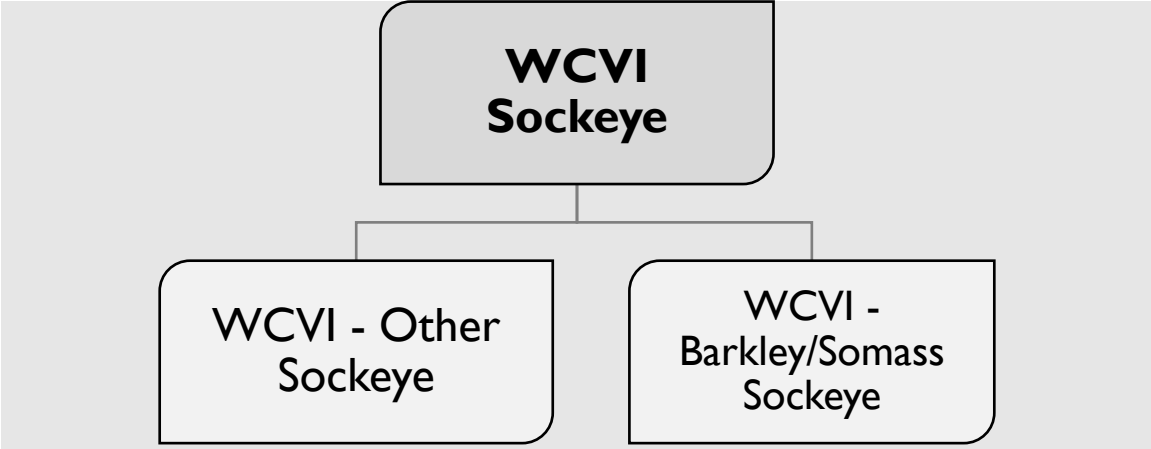 WCVI
Sockeye
WCVI - Other
Sockeye
WCVI -
Barkley/Somass
Sockeye